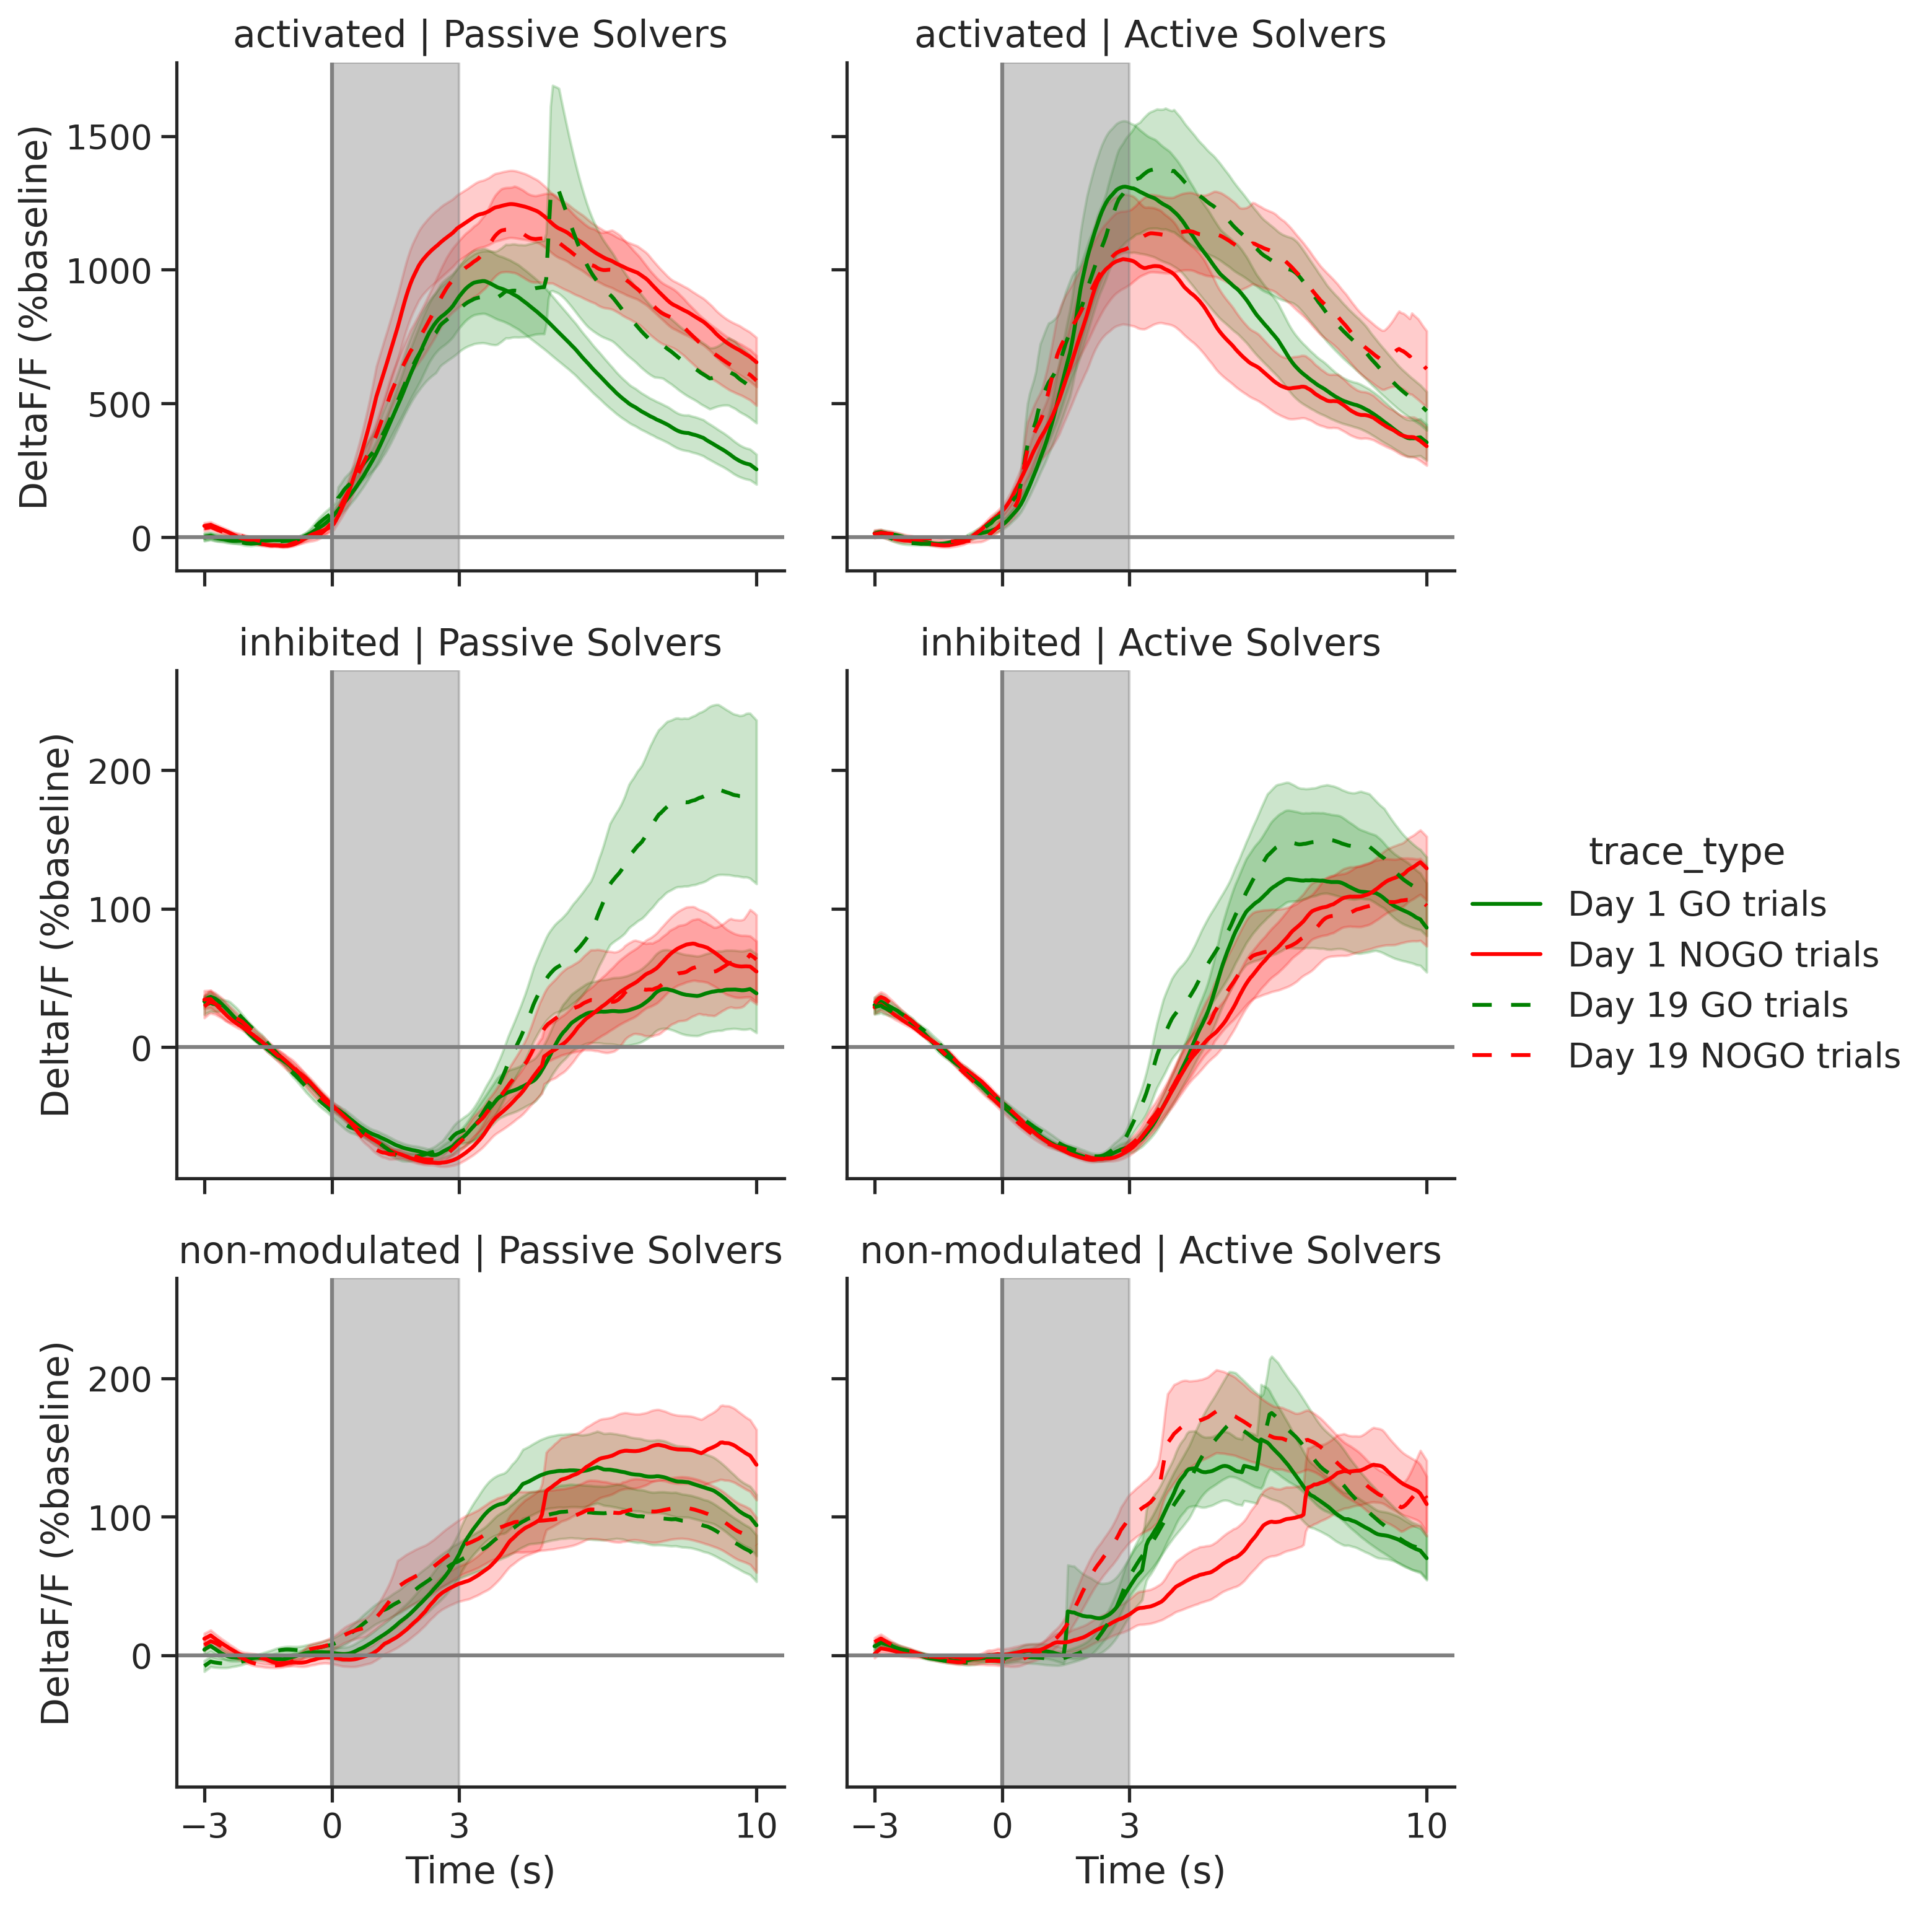 activated | Passive Solvers
activated | Active Solvers
DeltaF/F (%baseline)
1500
1000
500
0
inhibited | Passive Solvers
inhibited | Active Solvers
DeltaF/F (%baseline)
200
100
0
trace_type
Day 1 GO trials
Day 1 NOGO trials
Day 19 GO trials
Day 19 NOGO trials
non-modulated | Passive Solvers
non-modulated | Active Solvers
DeltaF/F (%baseline)
200
100
0
−3 0 3 10
−3 0 3 10
Time (s)
Time (s)